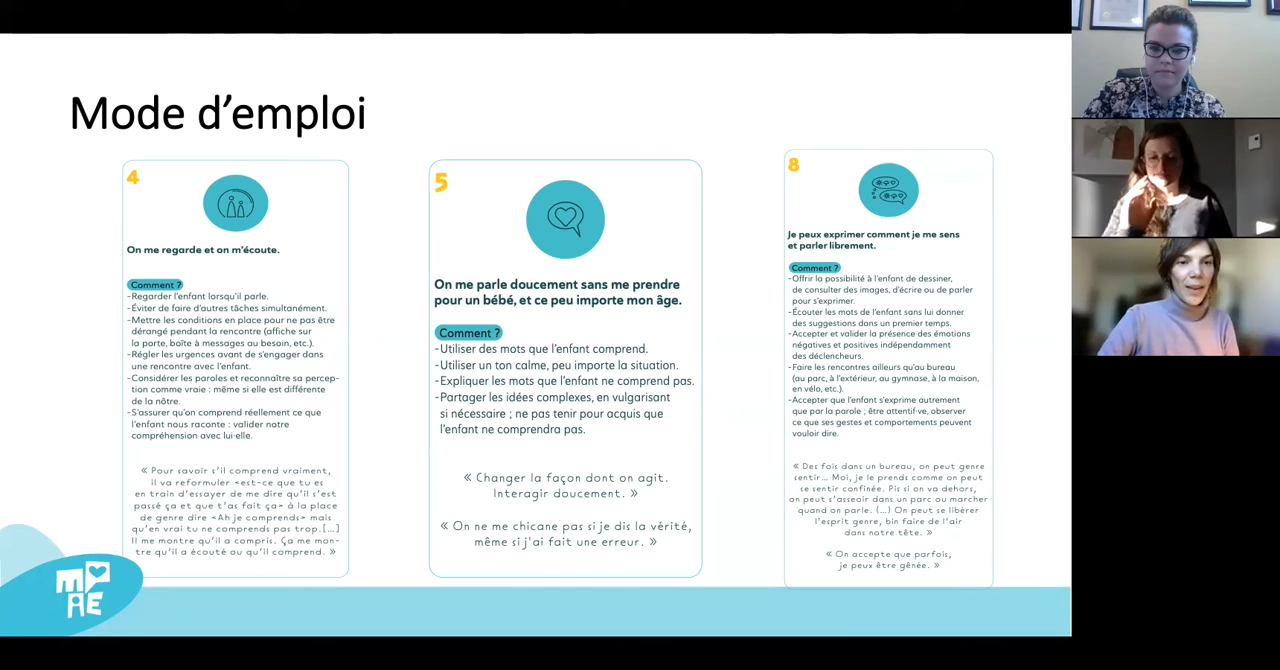 Mode d'emploi
4
On me regarde et on m'écoute.
Comment ?
-Regarder l'enfant lorsqu'il parle.
-Éviter de faire d'autres tâches simultanément.
-Mettre les conditions en place pour ne pas être
dérangé pendant la rencontre (affiche sur
la porte, boîte à messages au besoin, etc.).
-Régler les urgences avant de s'engager dans
une rencontre avec l'enfant.
-Considérer les paroles et reconnaître sa percep-
tion comme vraie : même si elle est différente
de la nôtre.
-S'assurer qu'on comprend réellement ce que
l'enfant nous raconte : valider notre
compréhension avec lui·elle.
« Pour savoir s'il comprend vraiment,
il va reformuler «est-ce que tu es
en train d'essayer de me dire qu'il s'est
passé ça et que t'as fait ça» à la place
de genre dire «Ah je comprends» mais
qu'en vrai tu ne comprends pas trop.[...]
Il me montre qu'il a compris. Ça me mon-
tre qu'il a écouté ou qu'il comprend. »
5
On me parle doucement sans me prendre
pour un bébé, et ce peu importe mon âge.
Comment ?
-Utiliser des mots que l'enfant comprend.
-Utiliser un ton calme, peu importe la situation.
-Expliquer les mots que l'enfant ne comprend pas.
-Partager les idées complexes, en vulgarisant
si nécessaire ; ne pas tenir pour acquis que
l'enfant ne comprendra pas.
« Changer la façon dont on agit.
Interagir doucement. »
« On ne me chicane pas si je dis la vérité,
même si j'ai fait une erreur. »
8
Je peux exprimer comment je me sens
et parler librement.
Comment ?
-Offrir la possibilité à l'enfant de dessiner,
de consulter des images, d'écrire ou de parler
pour s'exprimer.
-Écouter les mots de l'enfant sans lui donner
des suggestions dans un premier temps.
-Accepter et valider la présence des émotions
négatives et positives indépendamment
des déclencheurs.
-Faire les rencontres ailleurs qu'au bureau
(au parc, à l'extérieur, au gymnase, à la maison,
en vélo, etc.).
-Accepter que l'enfant s'exprime autrement
que par la parole ; être attentif·ve, observer
ce que ses gestes et comportements peuvent
vouloir dire.
« Des fois dans un bureau, on peut genre
sentir... Moi, je le prends comme on peut
se sentir confinée. Pis si on va dehors,
on peut s'asseoir dans un parc ou marcher
quand on parle. (...) On peut se libérer
l'esprit genre, bin faire de l'air
dans notre tête. »
« On accepte que parfois,
je peux être gênée. »